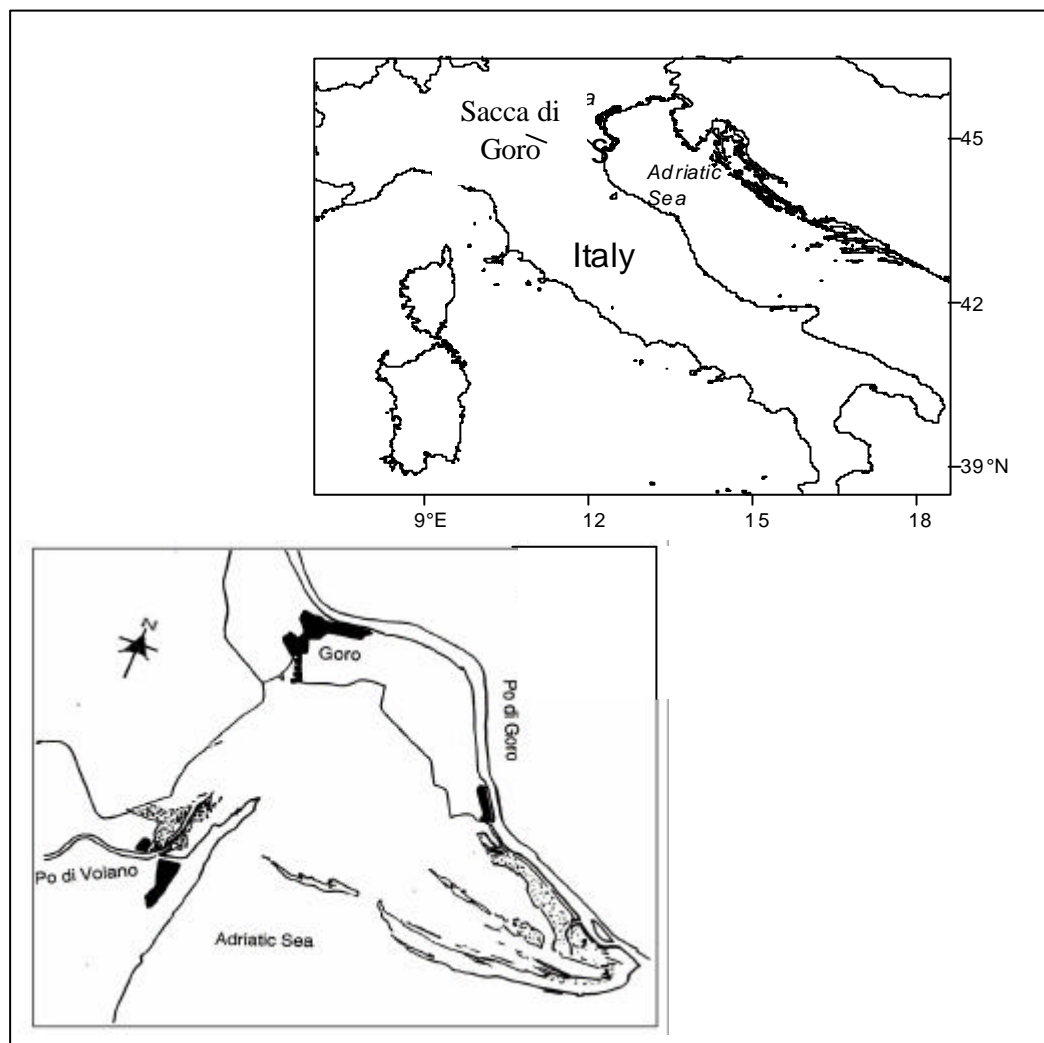 a
Sacca di
Goro
45
Adriatic
Sea
Italy
42
39°N
9°E 12 15 18
N
Goro
Po di Goro
Po di Volano
Adriatic Sea